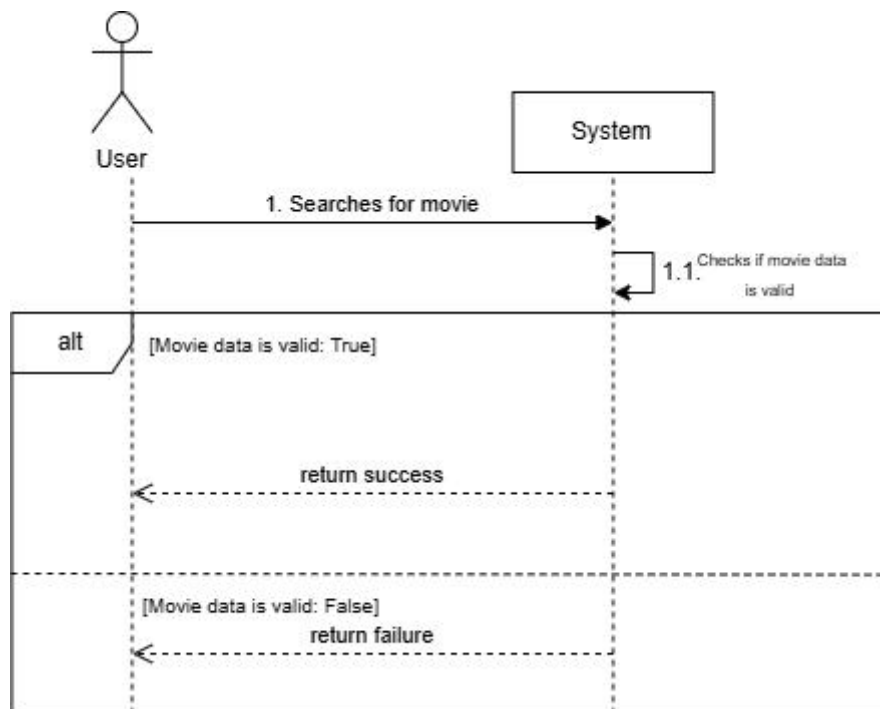 User
System
1. Searches for movie
1.1. Checks if movie data
is valid
alt
[Movie data is valid: True]
return success
[Movie data is valid: False]
return failure